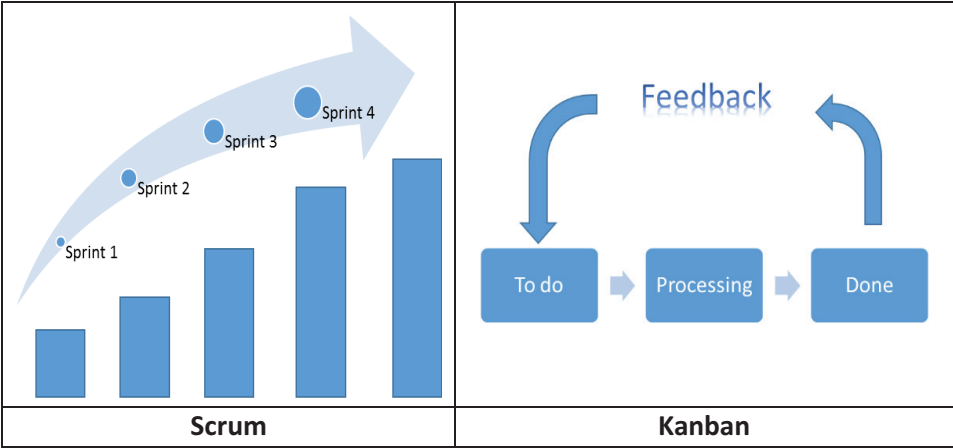 Sprint 1
Sprint 2
Sprint 3
Sprint 4
Scrum
Feedback
To do
Processing
Done
Kanban